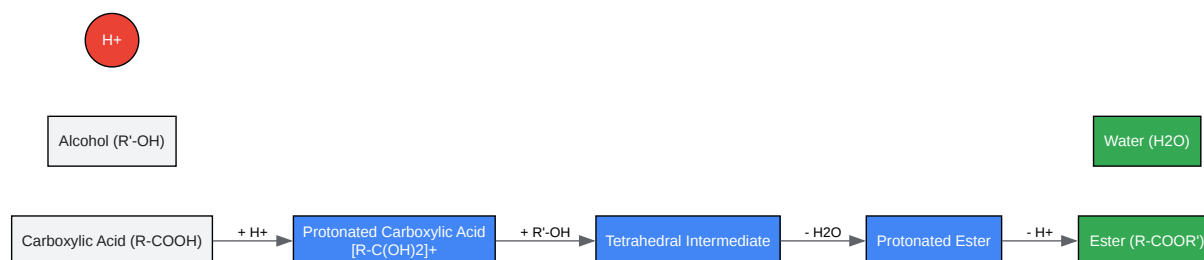 H+
Alcohol (R'-OH)
Water (H2O)
Carboxylic Acid (R-COOH)
+ H+
Protonated Carboxylic Acid
[R-C(OH)2]+
+ R'-OH
Tetrahedral Intermediate
- H2O
Protonated Ester
- H+
Ester (R-COOR')